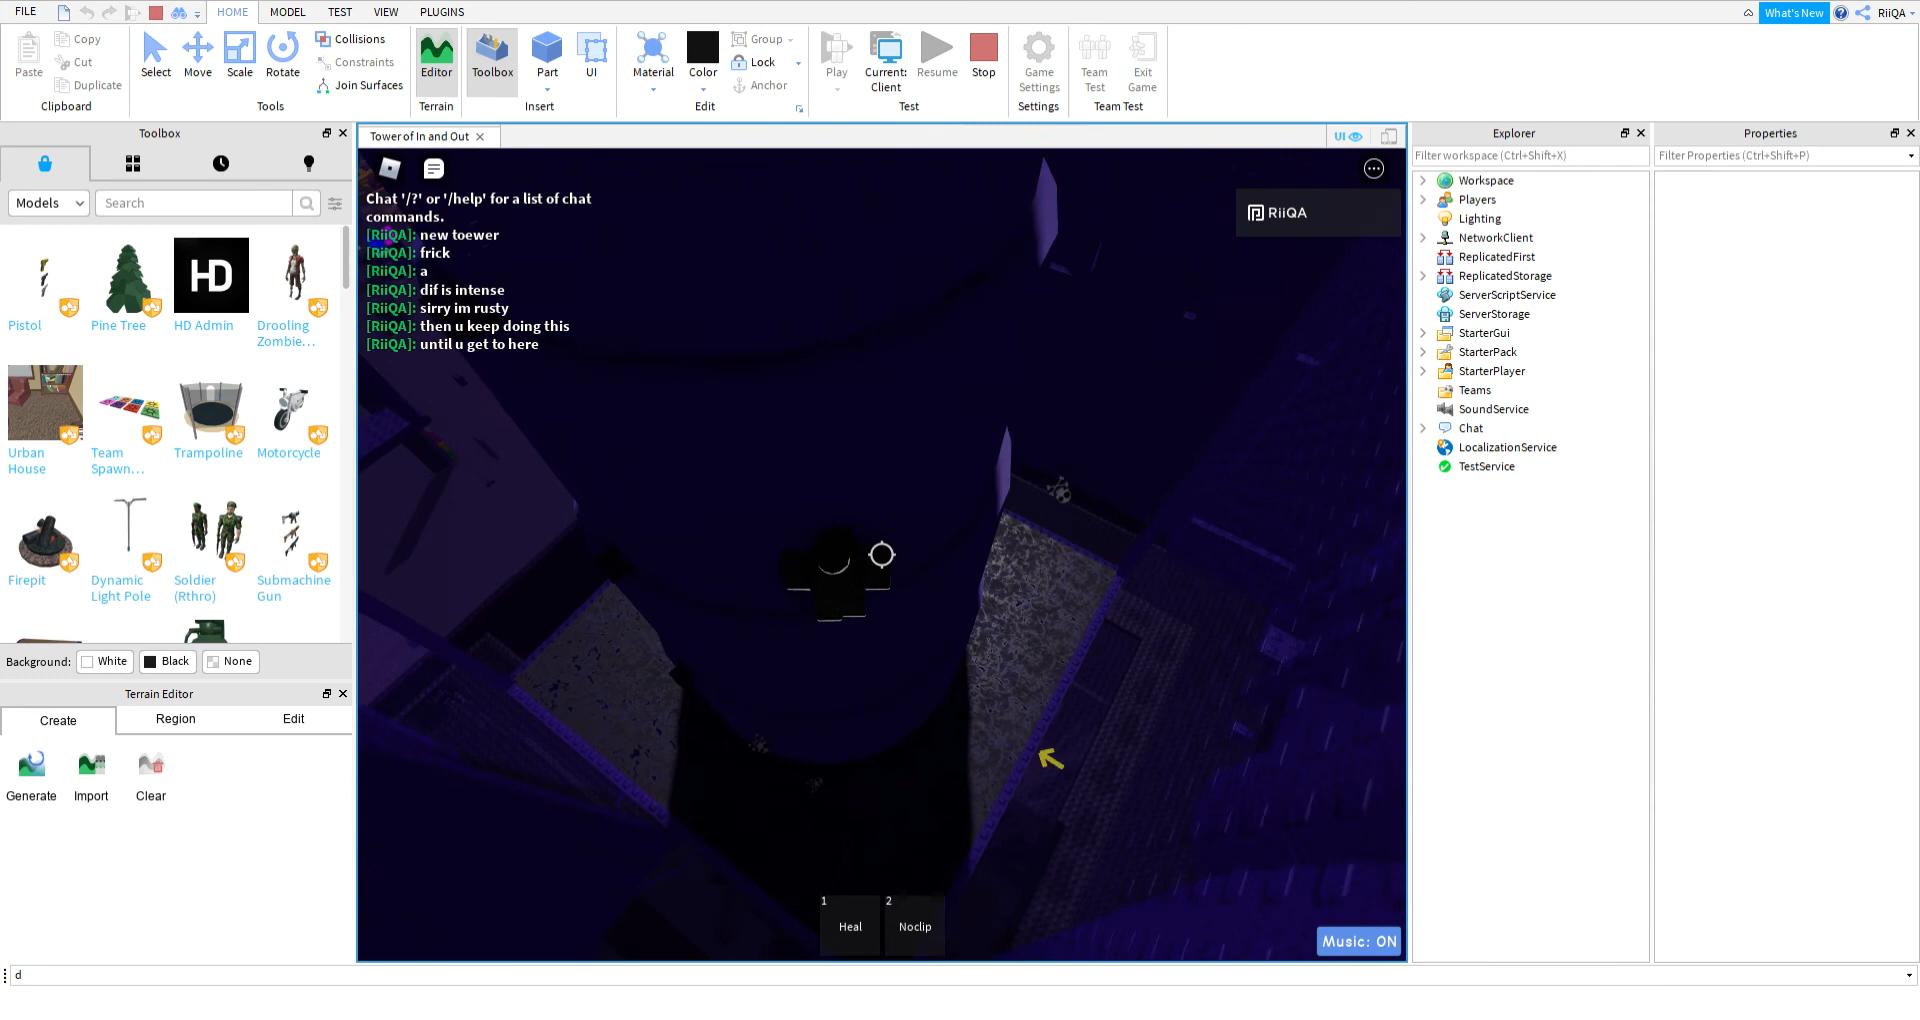 FILE
HOME
MODEL
TEST
VIEW
PLUGINS
What's New
RiiQA
Paste
Copy
Cut
Duplicate
Clipboard
Select
Move
Scale
Rotate
Collisions
Constraints
Join Surfaces
Tools
Editor
Terrain
Toolbox
Part
UI
Insert
Material
Color
Group
Lock
Anchor
Edit
Play
Current:
Client
Resume
Stop
Test
Game
Settings
Settings
Team
Test
Exit
Game
Team Test
Toolbox
Models
Search
Pistol
Pine Tree
HD
HD Admin
Drooling
Zombie...
Urban
House
Team
Spawn...
Trampoline
Motorcycle
Firepit
Dynamic
Light Pole
Soldier
(Rthro)
Submachine
Gun
Background:
White
Black
None
Terrain Editor
Create
Region
Edit
Generate
Import
Clear
Tower of In and Out
UI
Chat '/?' or '/help' for a list of chat
commands.
[RiiQA]: new toewer
[RiiQA]: frick
[RiiQA]: a
[RiiQA]: dif is intense
[RiiQA]: sirry im rusty
[RiiQA]: then u keep doing this
[RiiQA]: until u get to here
RiiQA
1
Heal
2
Noclip
Music: ON
Explorer
Filter workspace (Ctrl+Shift+X)
Workspace
Players
Lighting
NetworkClient
ReplicatedFirst
ReplicatedStorage
ServerScriptService
ServerStorage
StarterGui
StarterPack
StarterPlayer
Teams
SoundService
Chat
LocalizationService
TestService
Properties
Filter Properties (Ctrl+Shift+P)
d